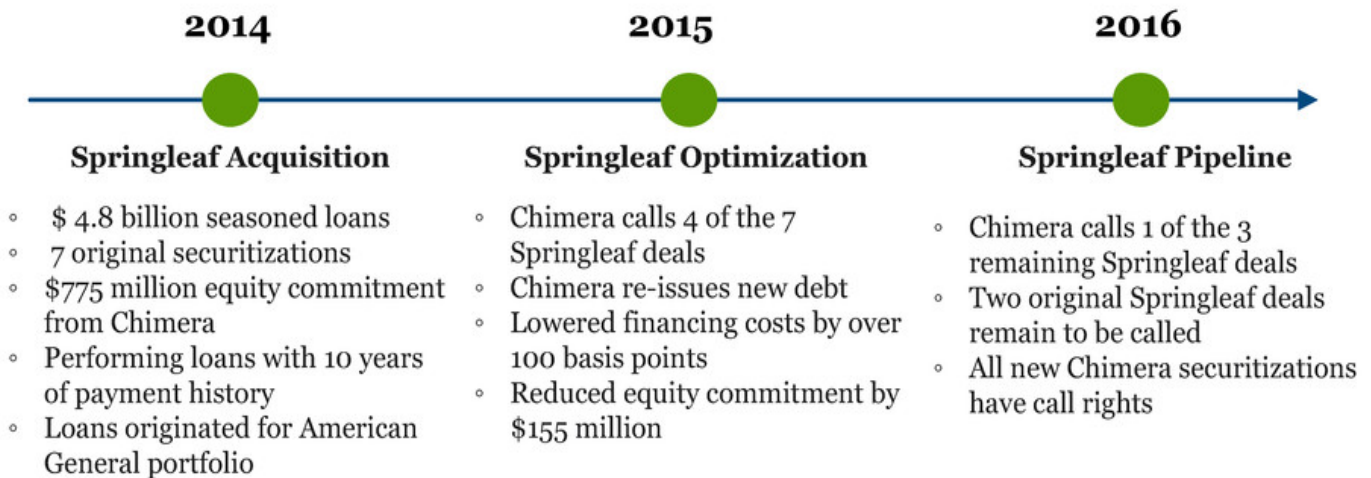 2014
2015
2016
Springleaf Acquisition
◦ $ 4.8 billion seasoned loans
◦ 7 original securitizations
◦ $775 million equity commitment
from Chimera
◦ Performing loans with 10 years
of payment history
◦ Loans originated for American
General portfolio
Springleaf Optimization
◦ Chimera calls 4 of the 7
Springleaf deals
◦ Chimera re-issues new debt
◦ Lowered financing costs by over
100 basis points
◦ Reduced equity commitment by
$155 million
Springleaf Pipeline
◦ Chimera calls 1 of the 3
remaining Springleaf deals
◦ Two original Springleaf deals
remain to be called
◦ All new Chimera securitizations
have call rights